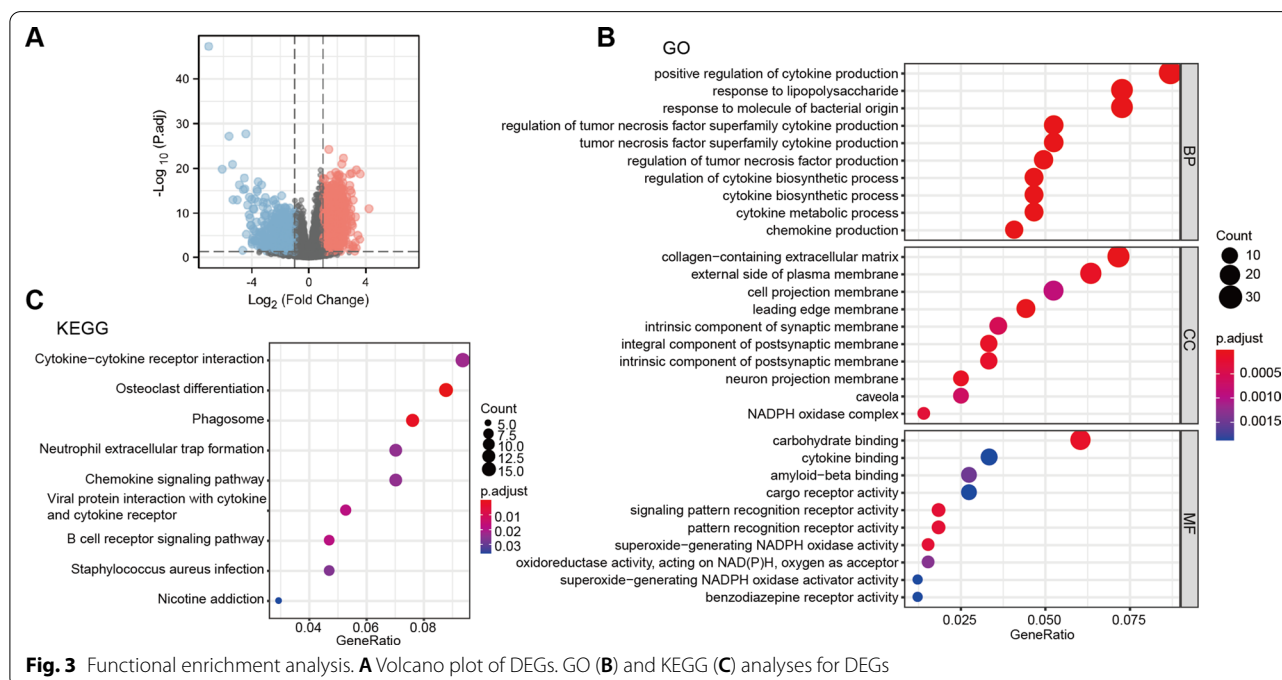 A
-Log 10 (P.adj)
40
30
20
10
0
-4 0 4
Log2 (Fold Change)
B
GO
positive regulation of cytokine production
response to lipopolysaccharide
response to molecule of bacterial origin
regulation of tumor necrosis factor superfamily cytokine production
tumor necrosis factor superfamily cytokine production
regulation of tumor necrosis factor production
regulation of cytokine biosynthetic process
cytokine biosynthetic process
cytokine metabolic process
chemokine production
BP
collagen−containing extracellular matrix
external side of plasma membrane
cell projection membrane
leading edge membrane
intrinsic component of synaptic membrane
integral component of postsynaptic membrane
intrinsic component of postsynaptic membrane
neuron projection membrane
caveola
NADPH oxidase complex
CC
carbohydrate binding
cytokine binding
amyloid−beta binding
cargo receptor activity
signaling pattern recognition receptor activity
pattern recognition receptor activity
superoxide−generating NADPH oxidase activity
oxidoreductase activity, acting on NAD(P)H, oxygen as acceptor
superoxide−generating NADPH oxidase activator activity
benzodiazepine receptor activity
MF
0.025 0.050 0.075
GeneRatio
Count
10
20
30
p.adjust
0.0005
0.0010
0.0015
C
KEGG
Cytokine−cytokine receptor interaction
Osteoclast differentiation
Phagosome
Neutrophil extracellular trap formation
Chemokine signaling pathway
Viral protein interaction with cytokine
and cytokine receptor
B cell receptor signaling pathway
Staphylococcus aureus infection
Nicotine addiction
0.04 0.06 0.08
GeneRatio
Count
5.0
7.5
10.0
12.5
15.0
p.adjust
0.01
0.02
0.03
Fig. 3 Functional enrichment analysis. A Volcano plot of DEGs. GO (B) and KEGG (C) analyses for DEGs